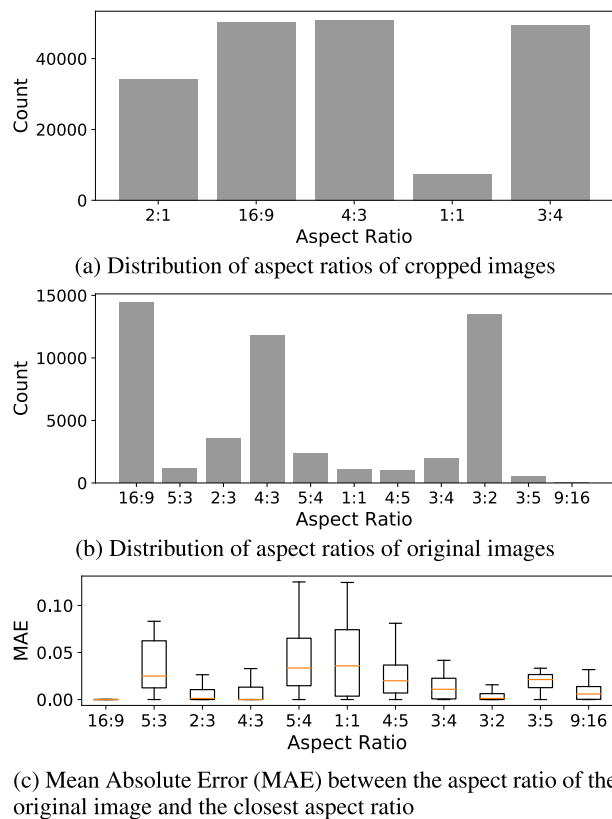 40000
20000
0
Count
2:1 16:9 4:3 1:1 3:4
Aspect Ratio
(a) Distribution of aspect ratios of cropped images
15000
10000
5000
0
Count
16:9 5:3 2:3 4:3 5:4 1:1 4:5 3:4 3:2 3:5 9:16
Aspect Ratio
(b) Distribution of aspect ratios of original images
0.10
0.05
0.00
MAE
16:9 5:3 2:3 4:3 5:4 1:1 4:5 3:4 3:2 3:5 9:16
Aspect Ratio
(c) Mean Absolute Error (MAE) between the aspect ratio of the
original image and the closest aspect ratio